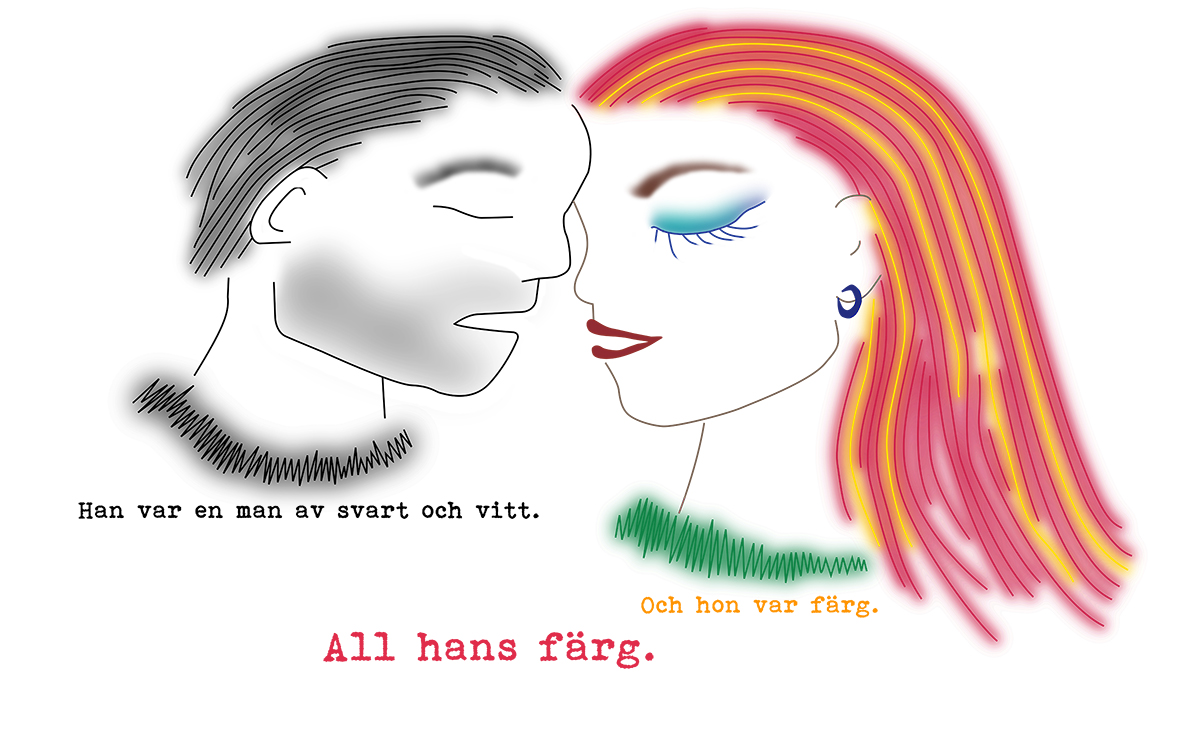 Han var en man av svart och vitt.
Och hon var färg.
All hans färg.